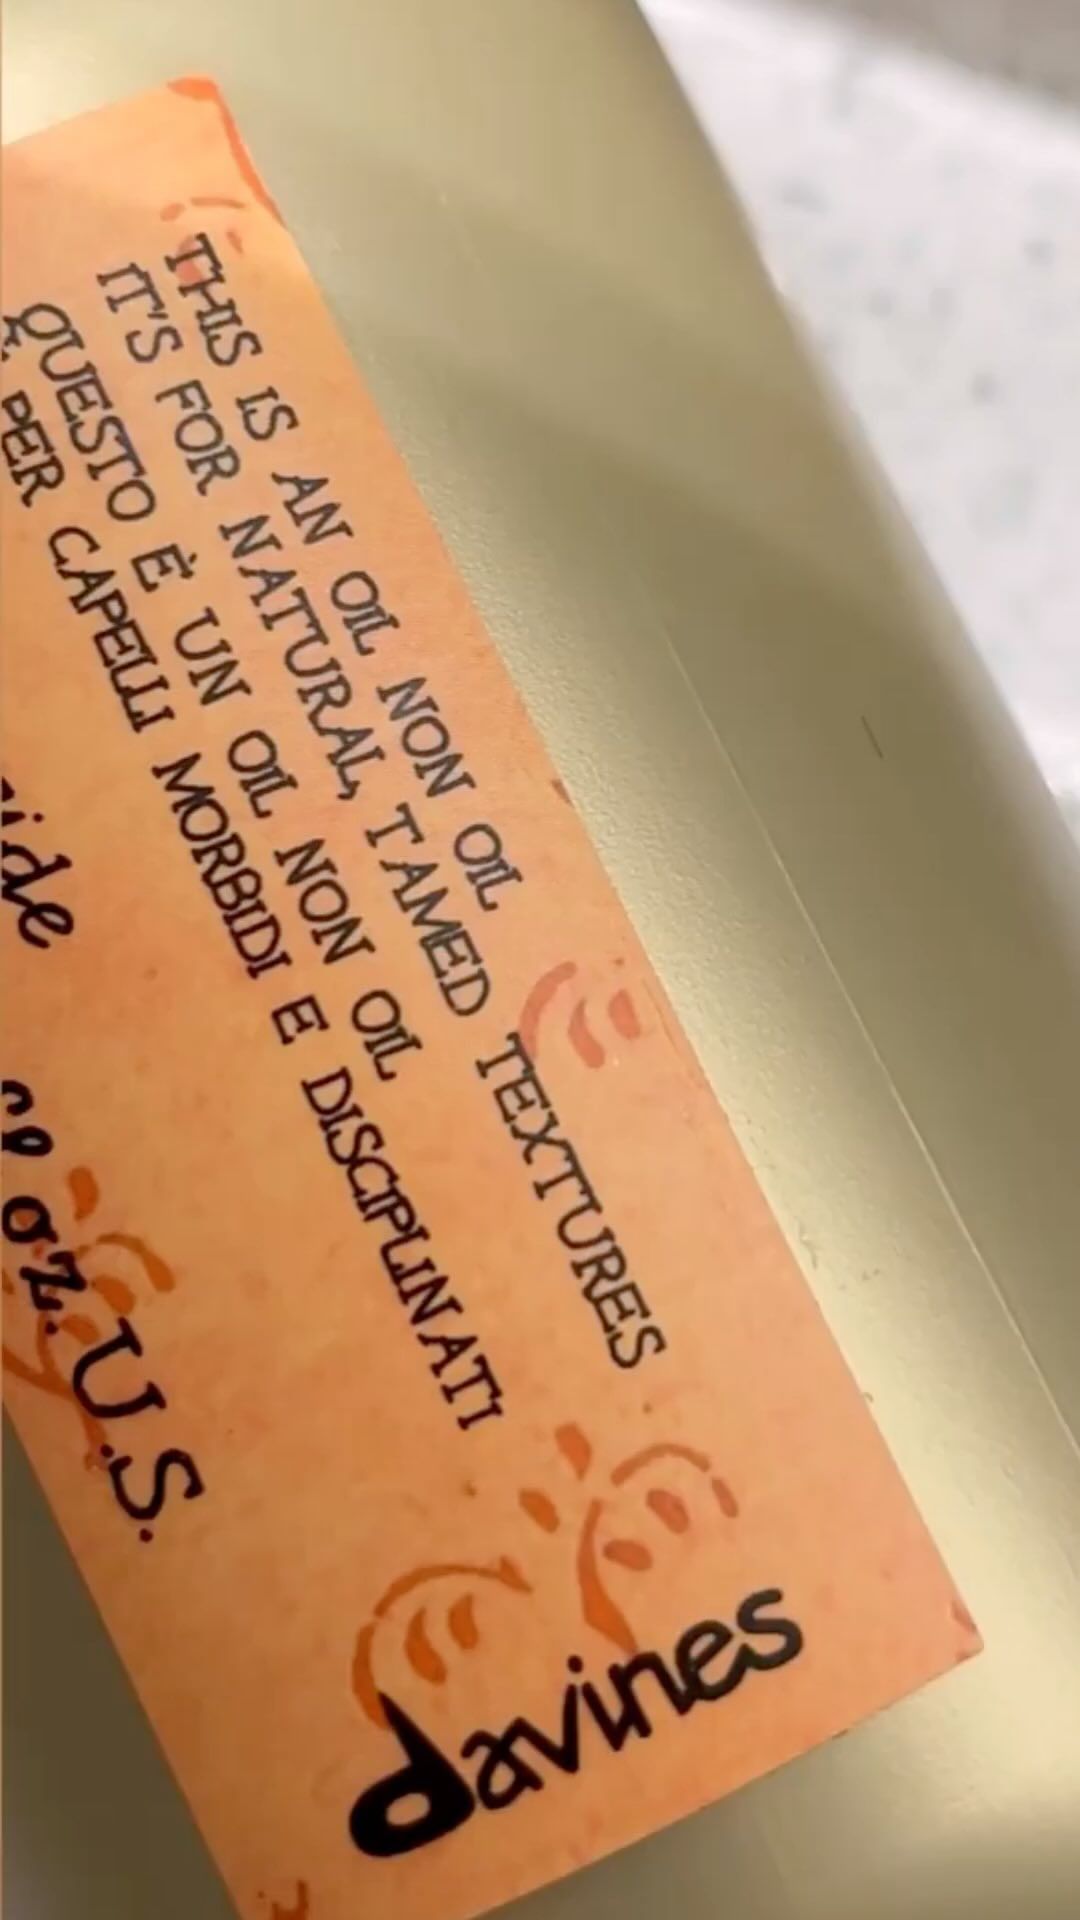 THIS IS AN OIL NON OIL
IT'S FOR NATURAL, TAMED TEXTURES
QUESTO È UN OIL NON OIL
PER CAPELLI MORBIDI E DISCIPLINATI
oz. U.S.
davines